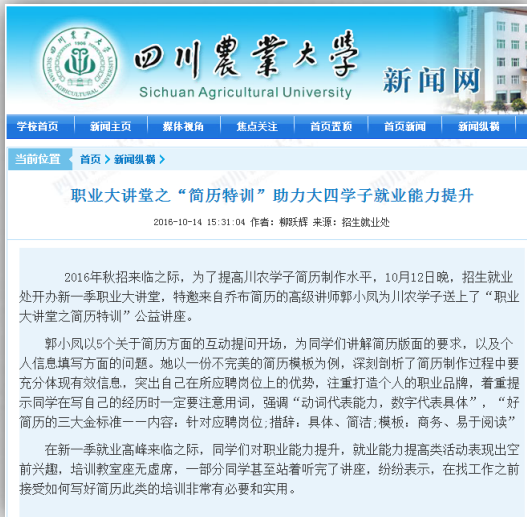 四川農業大学
Sichuan Agricultural University
新闻网
学校首页 新闻主页 媒体视角 焦点关注 首页置顶 首页新闻 新闻纵横
当前位置 首页 > 新闻纵横 >
职业大讲堂之“简历特训”助力大四学子就业能力提升
2016-10-14 15:31:04 作者：柳跃辉 来源：招生就业处
2016年秋招来临之际，为了提高川农学子简历制作水平，10月12日晚，招生就业
处开办新一季职业大讲堂，特邀来自乔布简历的高级讲师郭小凤为川农学子送上了“职业
大讲堂之简历特训”公益讲座。
郭小凤以5个关于简历方面的互动提问开场，为同学们讲解简历版面的要求，以及个
人信息填写方面的问题。她以一份不完美的简历模板为例，深刻剖析了简历制作过程中要
充分体现有效信息，突出自己在所应聘岗位上的优势，注重打造个人的职业品牌，着重提
示同学在写自己的经历时一定要注意用词，强调“动词代表能力，数字代表具体”，“好
简历的三大金标准－－内容：针对应聘岗位;措辞：具体、简洁;模板：商务、易于阅读”
在新一季就业高峰来临之际，同学们对职业能力提升，就业能力提高类活动表现出空
前兴趣，培训教室座无虚席，一部分同学甚至站着听完了讲座，纷纷表示，在找工作之前
接受如何写好简历此类的培训非常有必要和实用。